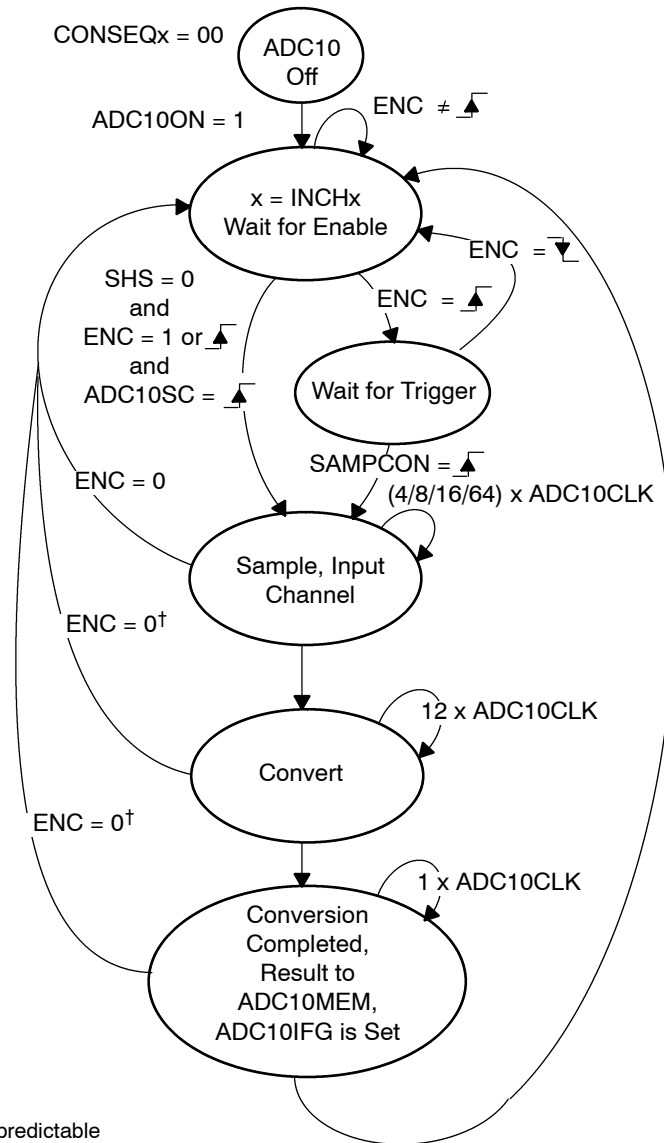 CONSEQx = 00
ADC10
Off
ADC10ON = 1
ENC ≠
x = INCHx
Wait for Enable
ENC =
SHS = 0
and
ENC = 1 or
and
ADC10SC =
ENC =
Wait for Trigger
SAMPCON =
(4/8/16/64) x ADC10CLK
ENC = 0
Sample, Input
Channel
ENC = 0†
12 x ADC10CLK
Convert
ENC = 0†
1 x ADC10CLK
Conversion
Completed,
Result to
ADC10MEM,
ADC10IFG is Set
predictable